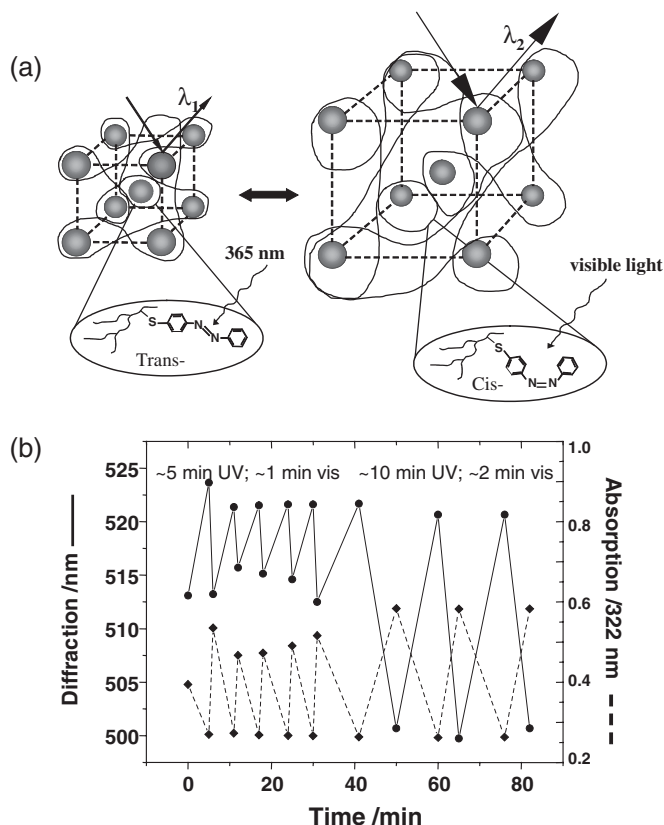 (a)
λ1
λ2
365 nm
visible light
S
N
N
Trans-
S
N=N
Cis-
(b)
~5 min UV; ~1 min vis ~10 min UV; ~2 min vis
Diffraction /nm
525
520
515
510
505
500
1.0
0.8
0.6
0.4
0.2
Absorption /322 nm
0 20 40 60 80
Time /min